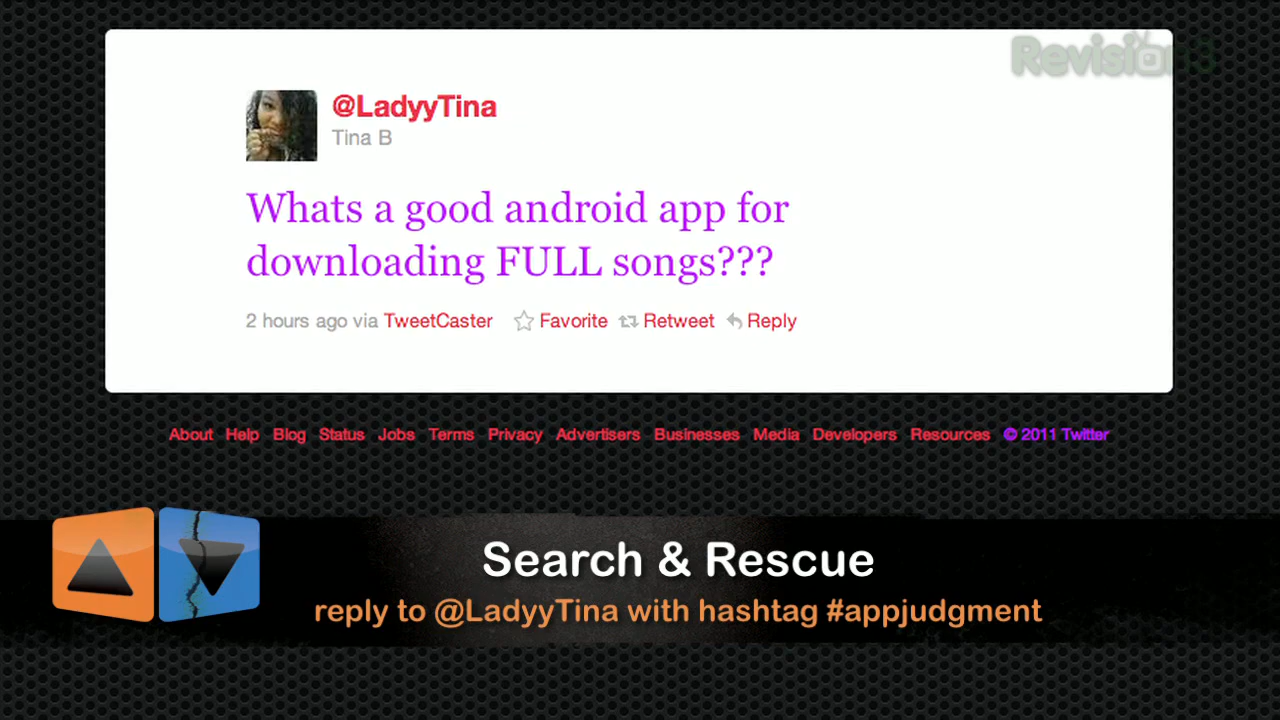 Revision3
@LadyyTina
Tina B
Whats a good android app for
downloading FULL songs???
2 hours ago via TweetCaster Favorite Retweet Reply
About Help Blog Status Jobs Terms Privacy Advertisers Businesses Media Developers Resources © 2011 Twitter
Search & Rescue
reply to @LadyyTina with hashtag #appjudgment